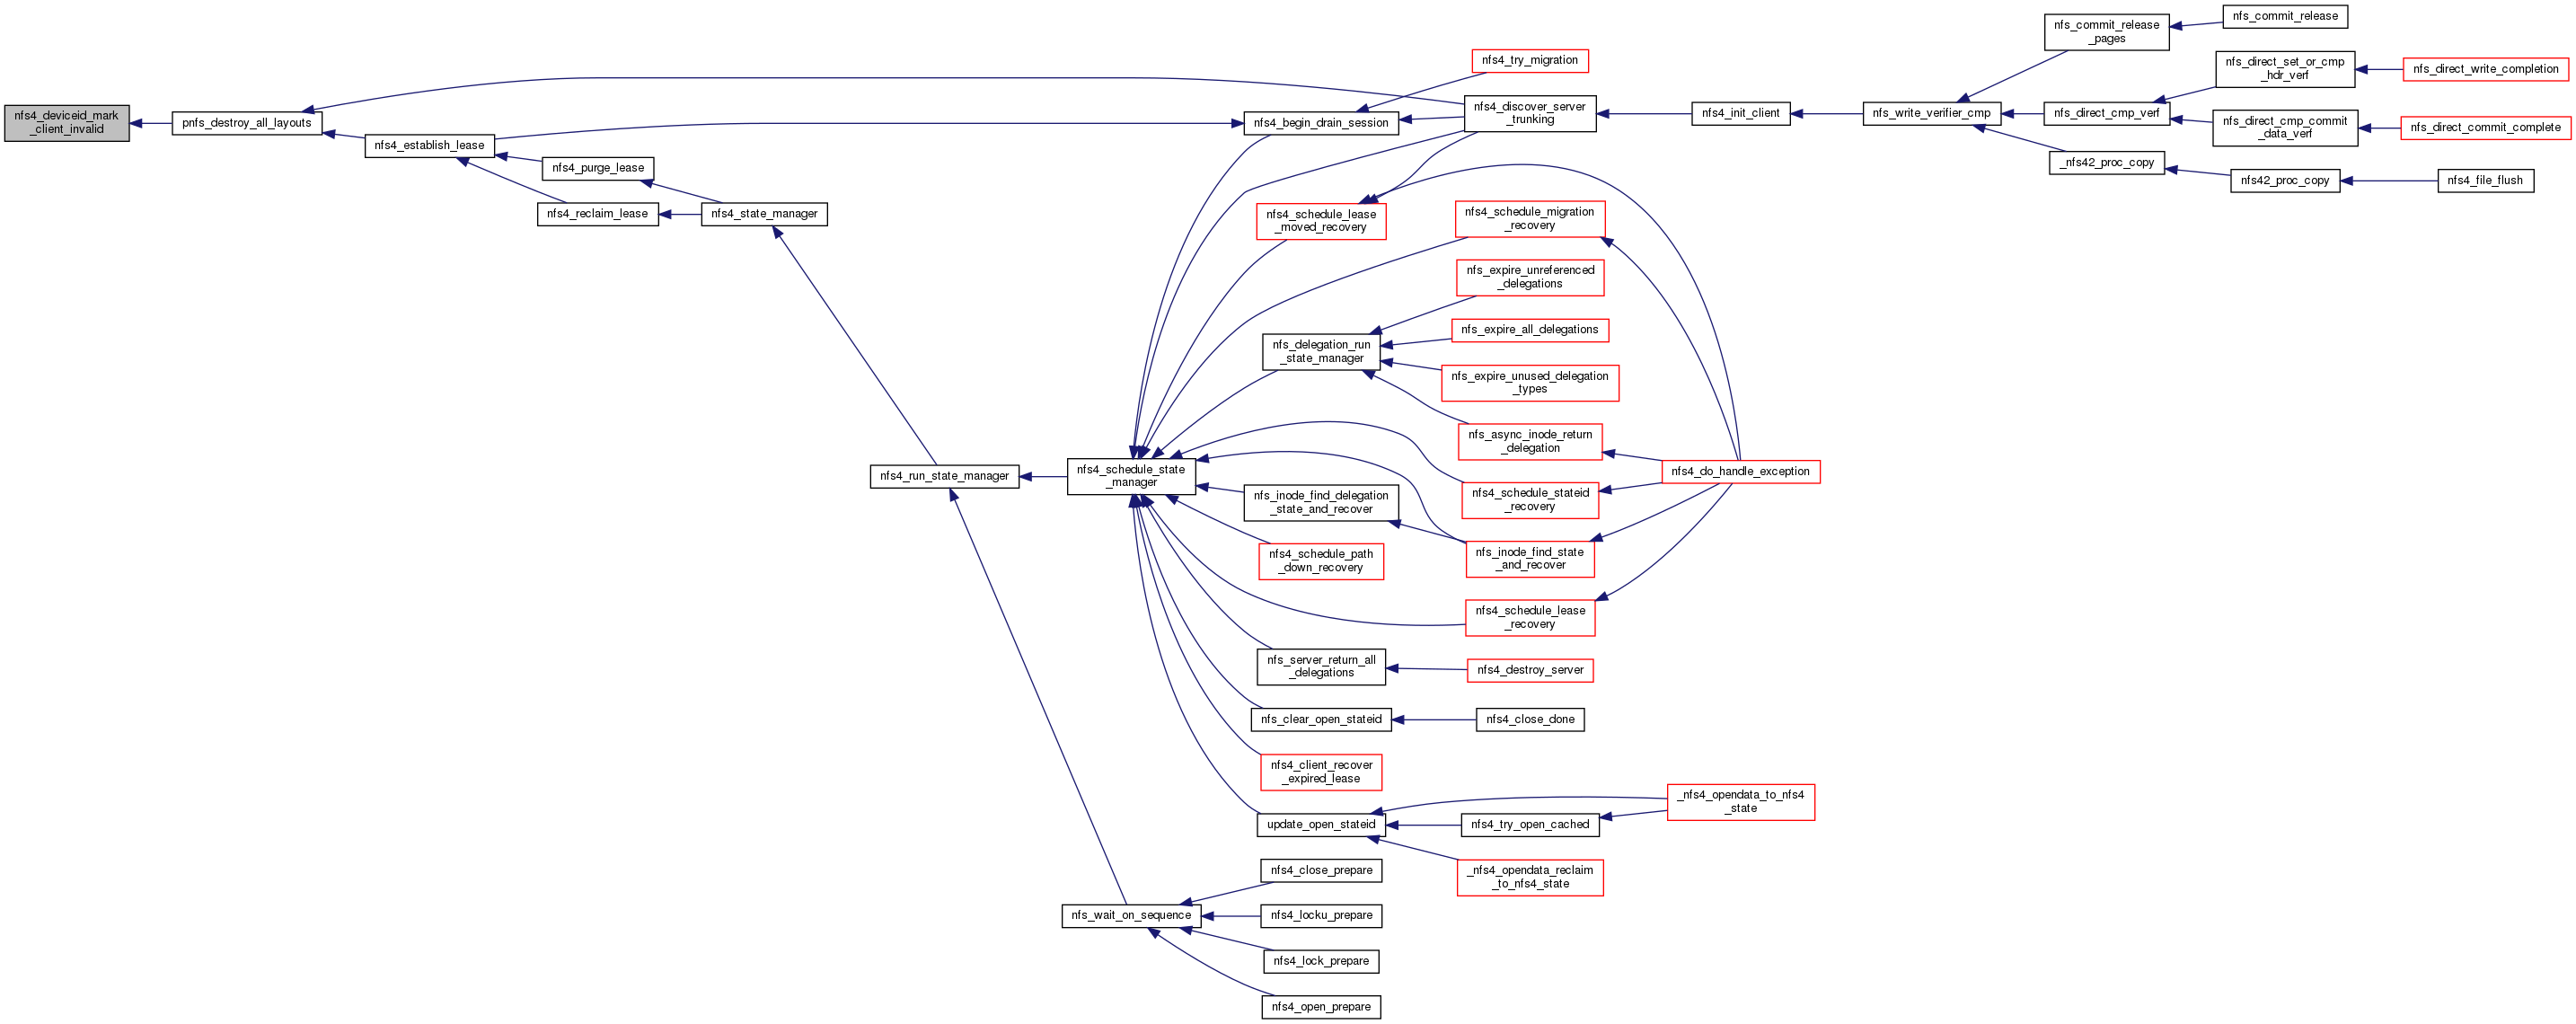 nfs4_deviceid_mark
_client_invalid
pnfs_destroy_all_layouts
nfs4_establish_lease
nfs4_purge_lease
nfs4_reclaim_lease
nfs4_state_manager
nfs4_run_state_manager
nfs4_schedule_state
_manager
nfs_wait_on_sequence
nfs4_begin_drain_session
nfs4_schedule_lease
_moved_recovery
nfs_delegation_run
_state_manager
nfs_inode_find_delegation
_state_and_recover
nfs4_schedule_path
_down_recovery
nfs_server_return_all
_delegations
nfs_clear_open_stateid
nfs4_client_recover
_expired_lease
update_open_stateid
nfs4_close_prepare
nfs4_locku_prepare
nfs4_lock_prepare
nfs4_open_prepare
nfs4_try_migration
nfs4_discover_server
_trunking
nfs4_schedule_migration
_recovery
nfs_expire_unreferenced
_delegations
nfs_expire_all_delegations
nfs_expire_unused_delegation
_types
nfs_async_inode_return
_delegation
nfs4_schedule_stateid
_recovery
nfs_inode_find_state
_and_recover
nfs4_schedule_lease
_recovery
nfs4_destroy_server
nfs4_close_done
nfs4_try_open_cached
_nfs4_opendata_reclaim
_to_nfs4_state
nfs4_init_client
nfs4_do_handle_exception
_nfs4_opendata_to_nfs4
_state
nfs_write_verifier_cmp
nfs_commit_release
_pages
nfs_direct_cmp_verf
_nfs42_proc_copy
nfs_commit_release
nfs_direct_set_or_cmp
_hdr_verf
nfs_direct_cmp_commit
_data_verf
nfs42_proc_copy
nfs_direct_write_completion
nfs_direct_commit_complete
nfs4_file_flush